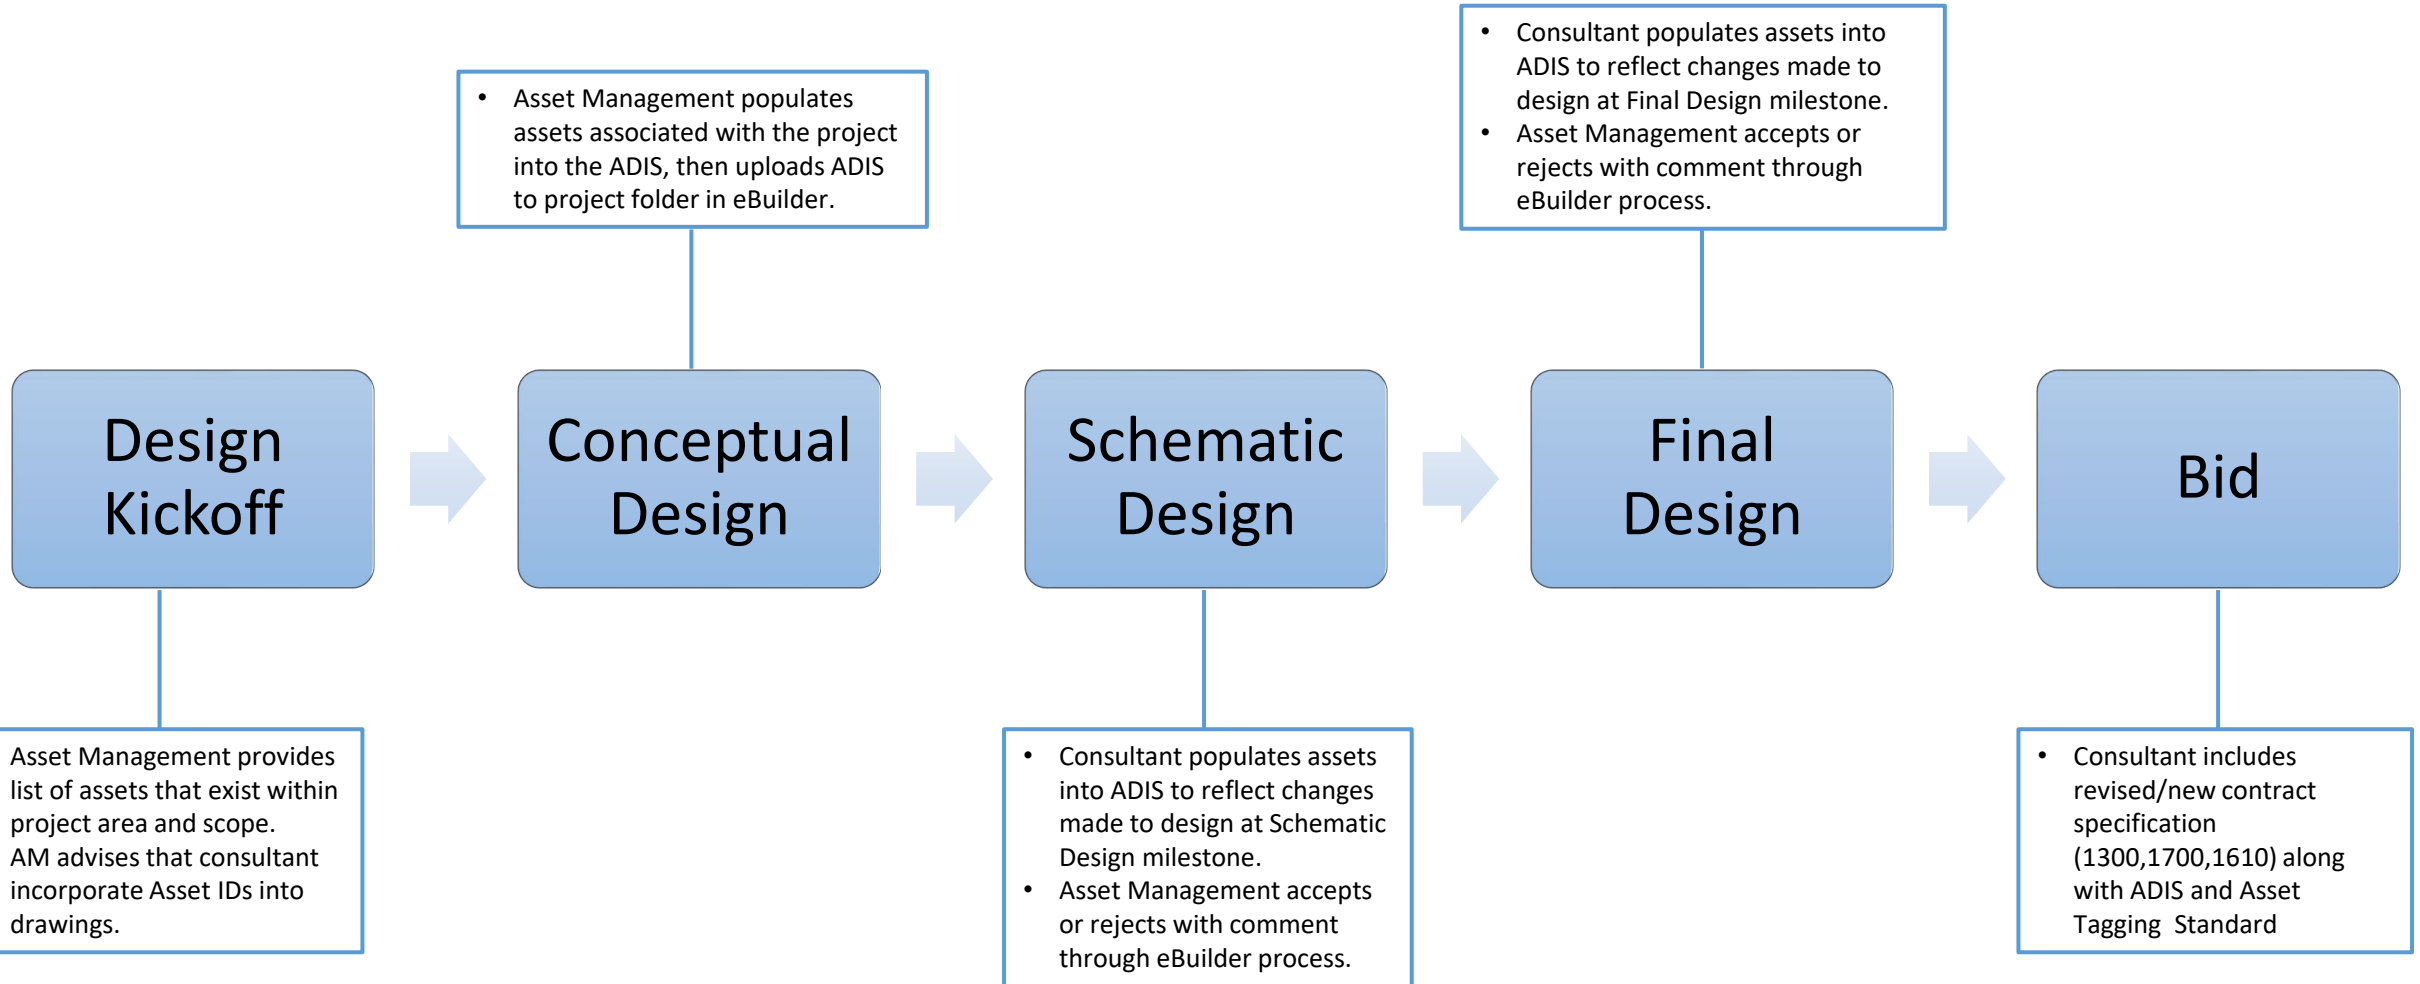 • Consultant populates assets into
ADIS to reflect changes made to
design at Final Design milestone.
• Asset Management accepts or
rejects with comment through
eBuilder process.
• Asset Management populates
assets associated with the project
into the ADIS, then uploads ADIS
to project folder in eBuilder.
Design
Kickoff
Conceptual
Design
Schematic
Design
Final
Design
Bid
Asset Management provides
list of assets that exist within
project area and scope.
AM advises that consultant
incorporate Asset IDs into
drawings.
• Consultant populates assets
into ADIS to reflect changes
made to design at Schematic
Design milestone.
• Asset Management accepts
or rejects with comment
through eBuilder process.
• Consultant includes
revised/new contract
specification
(1300,1700,1610) along
with ADIS and Asset
Tagging  Standard